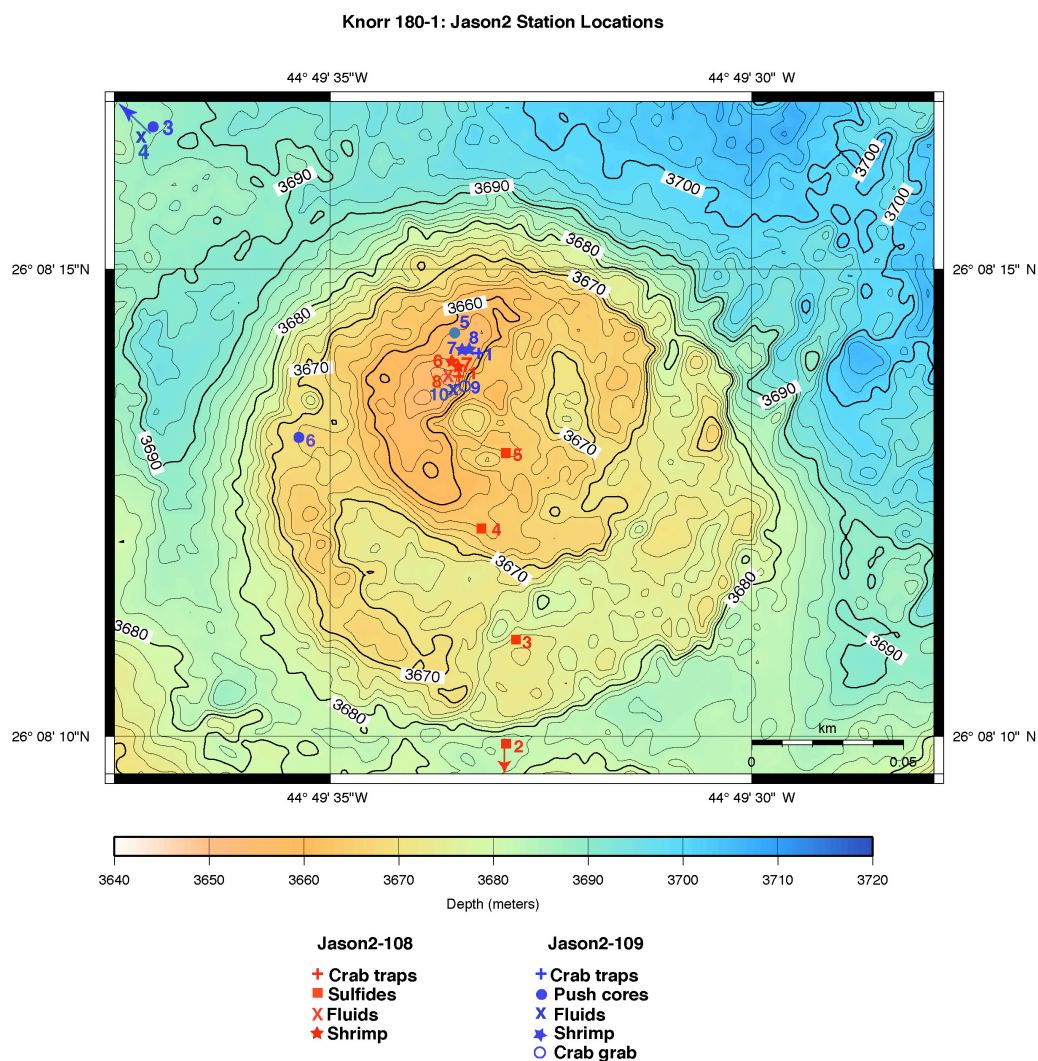 Knorr 180-1: Jason2 Station Locations
44° 49' 35"W
44° 49' 30" W
3
4
3690
3690
3700
3700
3700
26° 08' 15" N
26° 08' 15" N
3680
3670
3680
3660
5
8
7
1
3670
6
7
1
8
9
10
3690
3690
6
3670
5
4
3670
3680
3680
3
3690
3670
3680
26° 08' 10"N
26° 08' 10" N
2
km
0
0.05
44° 49' 35"W
44° 49' 30" W
3640 3650 3660 3670 3680 3690 3700 3710 3720
Depth (meters)
Jason2-108
Crab traps
Sulfides
Fluids
Shrimp
Jason2-109
Crab traps
Push cores
Fluids
Shrimp
Crab grab